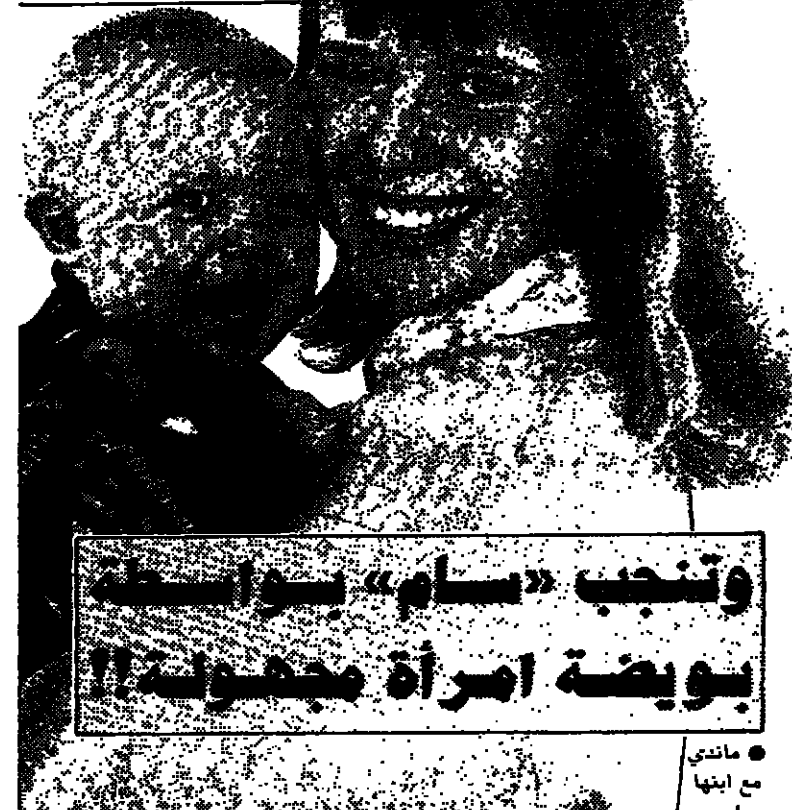 وتنجب «سام» بواسطة
بويضة امرأة مجهولة!!
● ماندي
مع ابنها